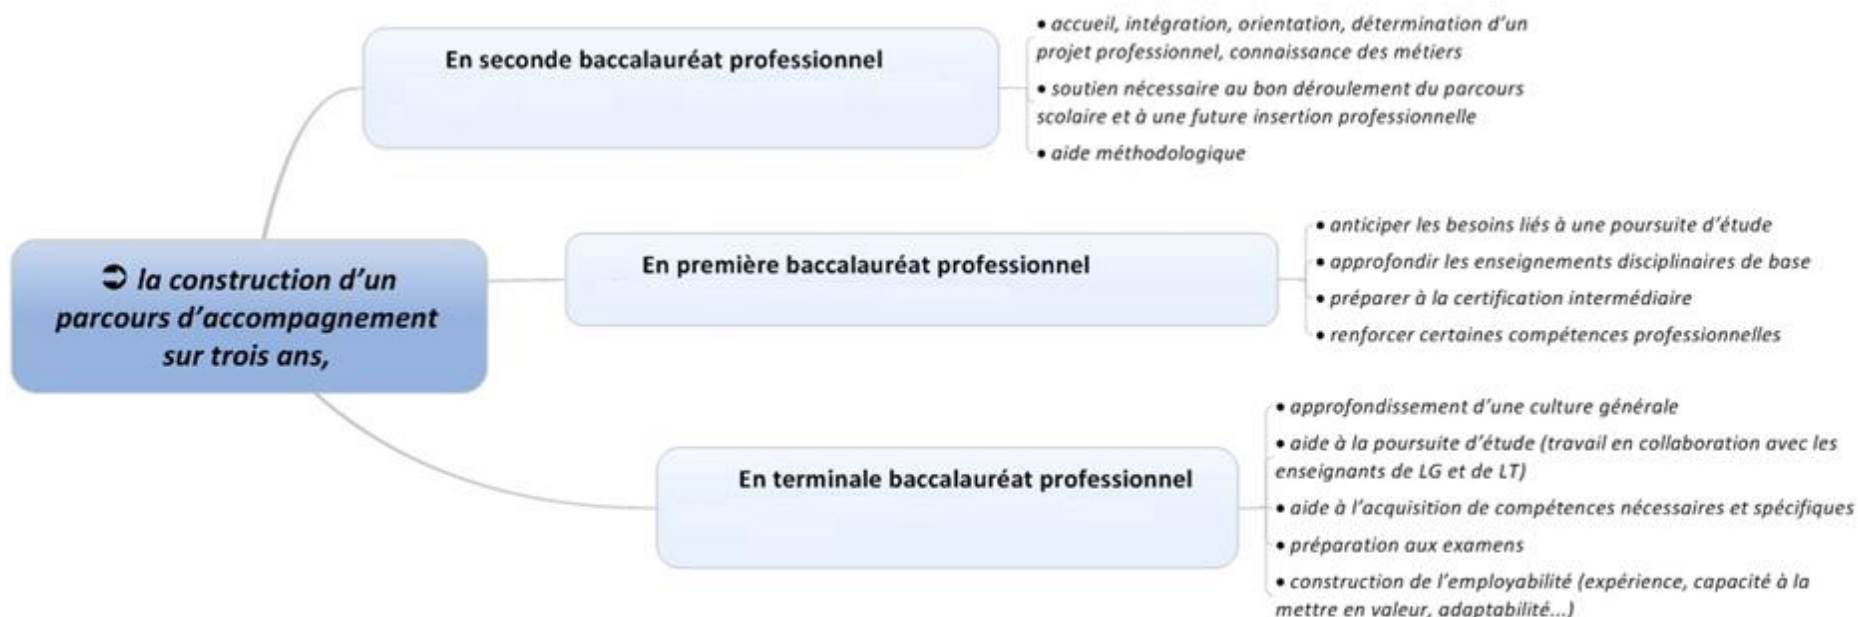 ➲ la construction d'un
parcours d'accompagnement
sur trois ans,
En seconde baccalauréat professionnel
• accueil, intégration, orientation, détermination d'un
projet professionnel, connaissance des métiers
• soutien nécessaire au bon déroulement du parcours
scolaire et à une future insertion professionnelle
• aide méthodologique
En première baccalauréat professionnel
• anticiper les besoins liés à une poursuite d'étude
• approfondir les enseignements disciplinaires de base
• préparer à la certification intermédiaire
• renforcer certaines compétences professionnelles
En terminale baccalauréat professionnel
• approfondissement d'une culture générale
• aide à la poursuite d'étude (travail en collaboration avec les
enseignants de LG et de LT)
• aide à l'acquisition de compétences nécessaires et spécifiques
• préparation aux examens
• construction de l'employabilité (expérience, capacité à la
mettre en valeur, adaptabilité...)